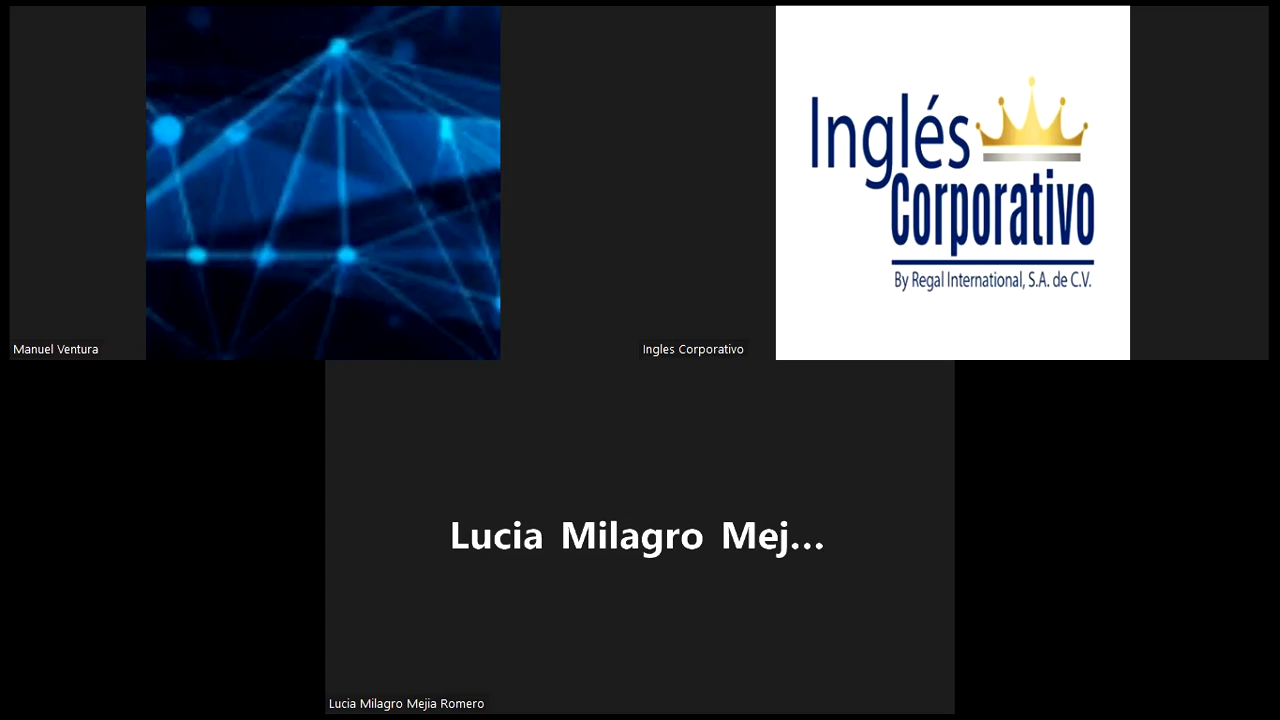 Inglés
Corporativo
By Regal International, S.A. de C.V.
Manuel Ventura
Ingles Corporativo
Lucia Milagro Mej...
Lucia Milagro Mejia Romero